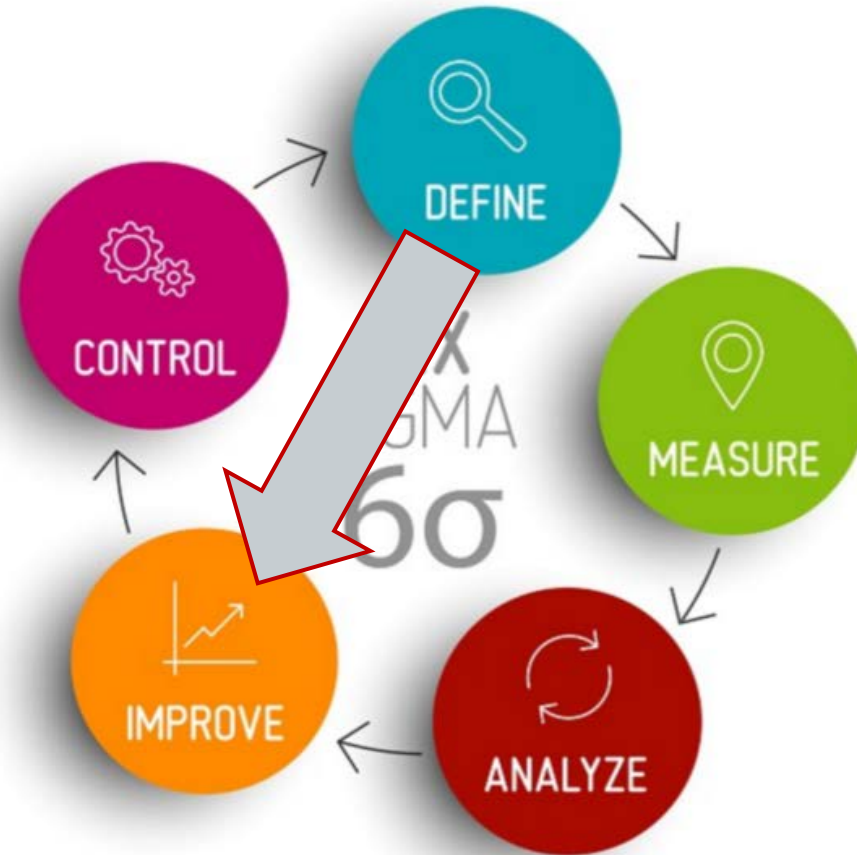 DEFINE
CONTROL
X
GMA
6σ
MEASURE
IMPROVE
ANALYZE